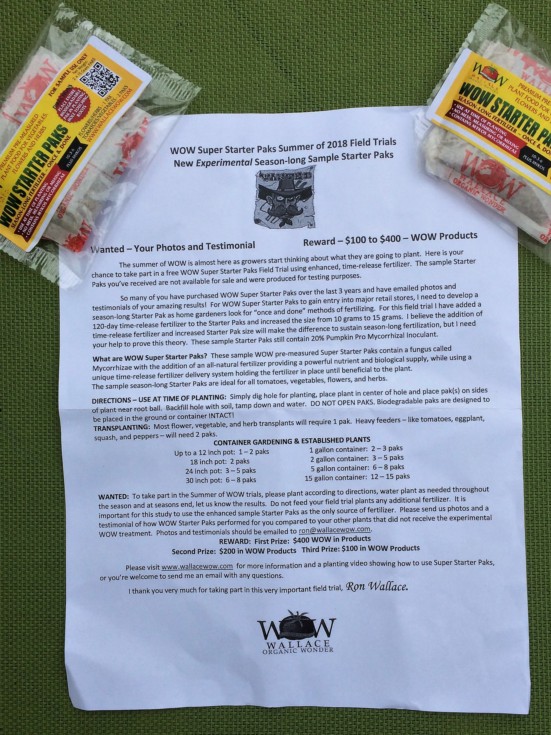 FOR SAMPLE USE ONLY
PREMIUM PRE-MEASURED
PLANT FOOD FOR VEGETABLES
FLOWERS AND HERBS
WOW STARTER PAKS
WOW
WOW STARTER PAKS
WOW Super Starter Paks Summer of 2018 Field Trials
New Experimental Season-long Sample Starter Paks
Wanted – Your Photos and Testimonial Reward – $100 to $400 – WOW Products
The summer of WOW is almost here as growers start thinking about what they are going to plant. Here is your
chance to take part in a free WOW Super Starter Paks Field Trial using enhanced, time-release fertilizer. The sample Starter
Paks you've received are not available for sale and were produced for testing purposes.
So many of you have purchased WOW Super Starter Paks over the last 3 years and have emailed photos and
testimonials of your amazing results! For WOW Super Starter Paks to gain entry into major retail stores, I need to develop a
season-long Starter Pak as home gardeners look for "once and done" methods of fertilizing. For this field trial I have added a
120-day time-release fertilizer to the Starter Paks and increased the size from 10 grams to 15 grams. I believe the addition of
time-release fertilizer and increased Starter Pak size will make the difference to sustain season-long fertilization, but I need
your help to prove this theory. These sample Starter Paks still contain 20% Pumpkin Pro Mycorrhizal Inoculant.
What are WOW Super Starter Paks? These sample WOW pre-measured Super Starter Paks contain a fungus called
Mycorrhizae with the addition of an all-natural fertilizer providing a powerful nutrient and biological supply, while using a
unique time-release fertilizer delivery system holding the fertilizer in place until beneficial to the plant.
The sample season-long Starter Paks are ideal for all tomatoes, vegetables, flowers, and herbs.
DIRECTIONS – USE AT TIME OF PLANTING: Simply dig hole for planting, place plant in center of hole and place pak(s) on sides
of plant near root ball. Backfill hole with soil, tamp down and water. DO NOT OPEN PAKS. Biodegradable paks are designed to
be placed in the ground or container INTACT!
TRANSPLANTING: Most flower, vegetable, and herb transplants will require 1 pak. Heavy feeders – like tomatoes, eggplant,
squash, and peppers – will need 2 paks.
CONTAINER GARDENING & ESTABLISHED PLANTS
Up to a 12 inch pot: 1 – 2 paks 1 gallon container: 2 – 3 paks
18 inch pot: 2 paks 2 gallon container: 3 – 5 paks
24 inch pot: 3 – 5 paks 5 gallon container: 6 – 8 paks
30 inch pot: 6 – 8 paks 15 gallon container: 12 – 15 paks
WANTED: To take part in the Summer of WOW trials, please plant according to directions, water plant as needed throughout
the season and at seasons end, let us know the results. Do not feed your field trial plants any additional fertilizer. It is
important for this study to use the enhanced sample Starter Paks as the only source of fertilizer. Please send us photos and a
testimonial of how WOW Starter Paks performed for you compared to your other plants that did not receive the experimental
WOW treatment. Photos and testimonials should be emailed to ron@wallacewow.com.
REWARD: First Prize: $400 WOW in Products
Second Prize: $200 in WOW Products Third Prize: $100 in WOW Products
Please visit www.wallacewow.com for more information and a planting video showing how to use Super Starter Paks,
or you're welcome to send me an email with any questions.
I thank you very much for taking part in this very important field trial, Ron Wallace.
WOW
WALLACE
ORGANIC WONDER